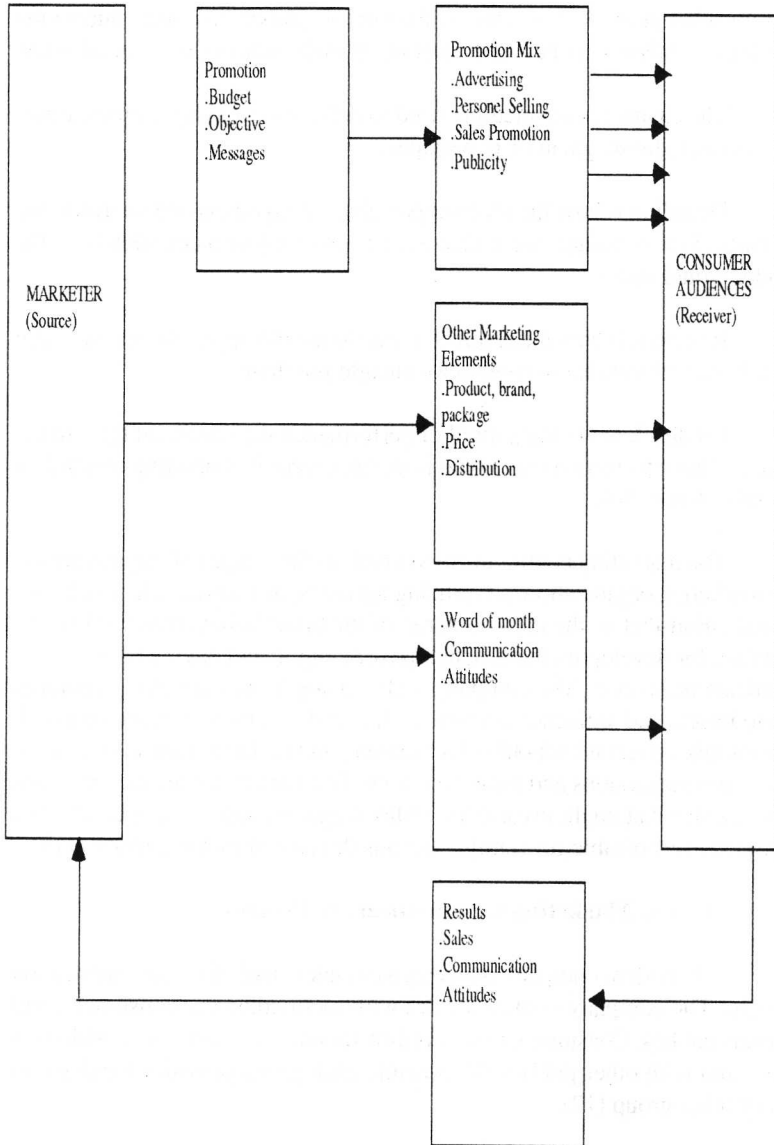 Promotion
.Budget
.Objective
.Messages
Promotion Mix
.Advertising
.Personel Selling
.Sales Promotion
.Publicity
MARKETER
(Source)
CONSUMER
AUDIENCES
(Receiver)
Other Marketing
Elements
.Product, brand,
package
.Price
.Distribution
.Word of month
.Communication
.Attitudes
Results
.Sales
.Communication
.Attitudes